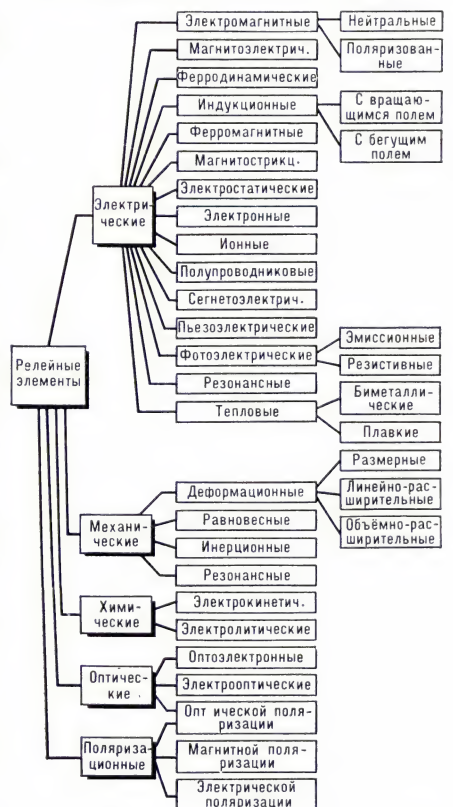 Электромагнитные
Нейтральные
Магнитоэлектрич.
Поляризован-
ные
Ферродинамические
Индукционные
С вращаю-
щимся полем
Ферромагнитные
С бегущим
полем
Магнитострикц.
Электри-
ческие
Электростатические
Электронные
Ионные
Полупроводниковые
Сегнетоэлектрич.
Пьезоэлектрические
Фотоэлектрические
Эмиссионные
Резистивные
Релейные
элементы
Резонансные
Тепловые
Биметалли-
ческие
Плавкие
Деформационные
Размерные
Линейно-рас-
ширительные
Объёмно-рас-
ширительные
Механи-
ческие
Равновесные
Инерционные
Резонансные
Хими-
ческие
Электрокинетич.
Электролитические
Оптичес-
кие .
Оптоэлектронные
Электрооптические
Опт ической поля-
ризации
Поляриза-
ционные
Магнитной поля-
ризации
Электрической
поляризации